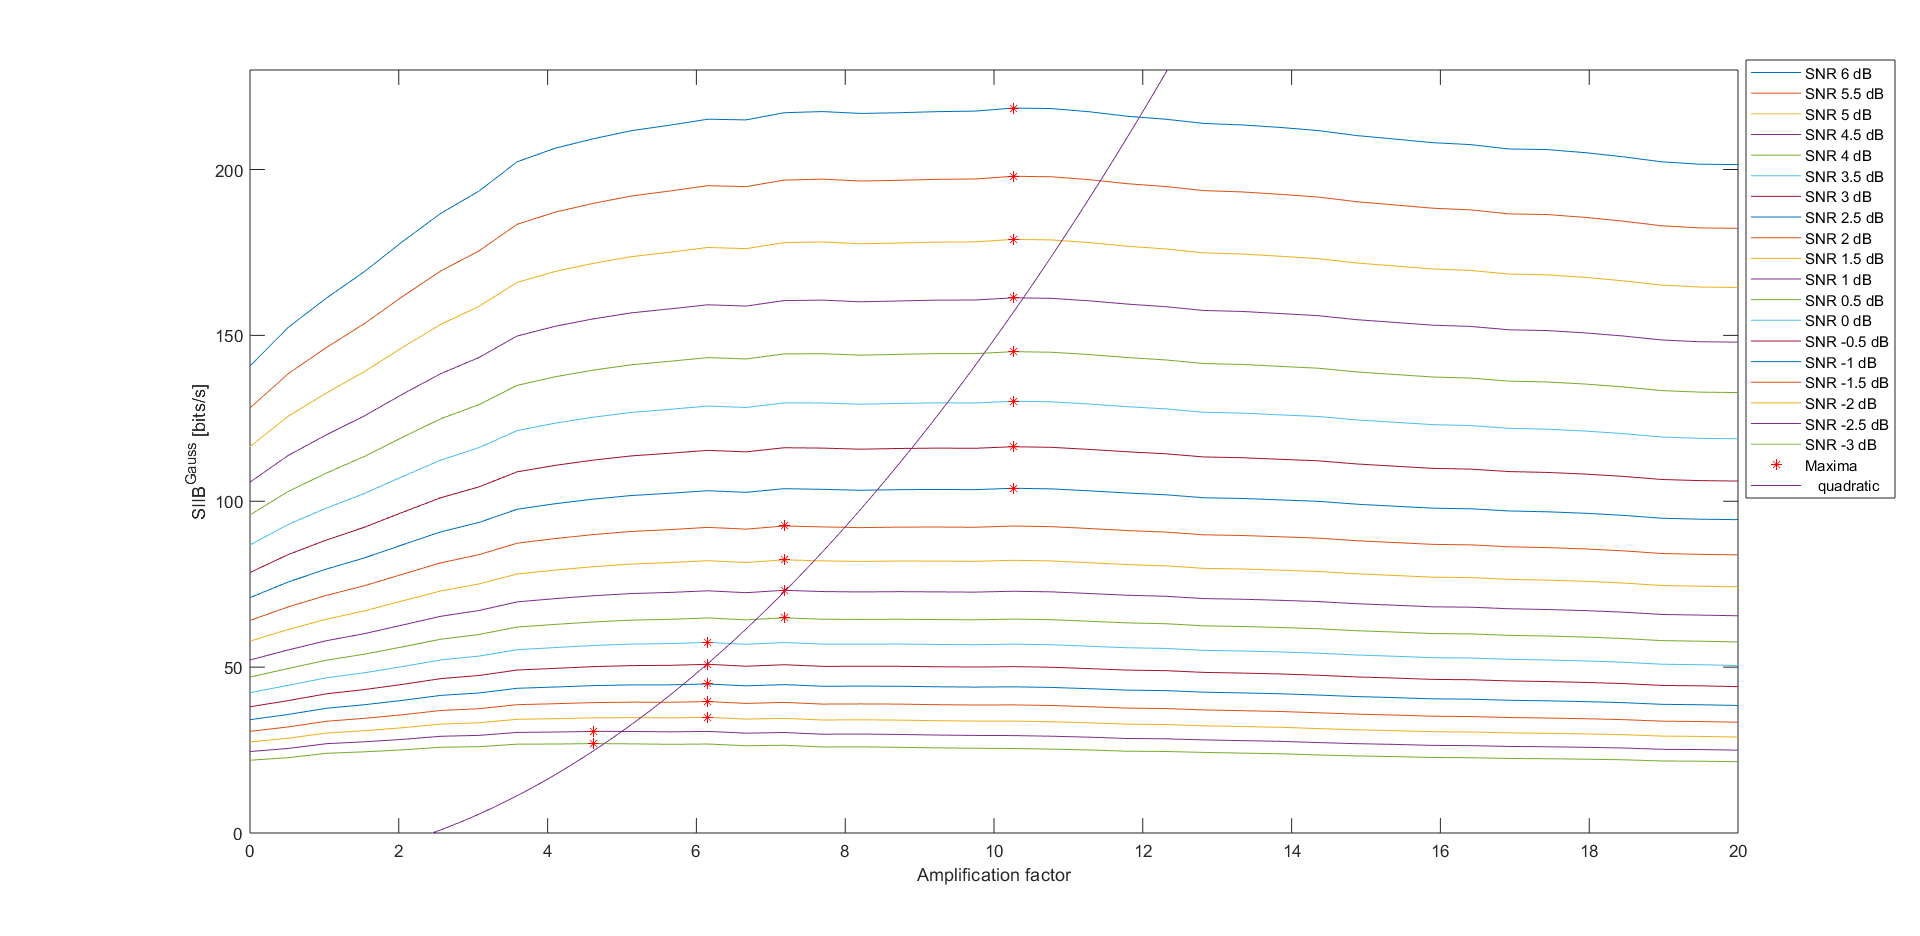 SIIB^Gauss [bits/s]
200
150
100
50
0
0 2 4 6 8 10 12 14 16 18 20
Amplification factor
SNR 6 dB
SNR 5.5 dB
SNR 5 dB
SNR 4.5 dB
SNR 4 dB
SNR 3.5 dB
SNR 3 dB
SNR 2.5 dB
SNR 2 dB
SNR 1.5 dB
SNR 1 dB
SNR 0.5 dB
SNR 0 dB
SNR -0.5 dB
SNR -1 dB
SNR -1.5 dB
SNR -2 dB
SNR -2.5 dB
SNR -3 dB
Maxima
quadratic